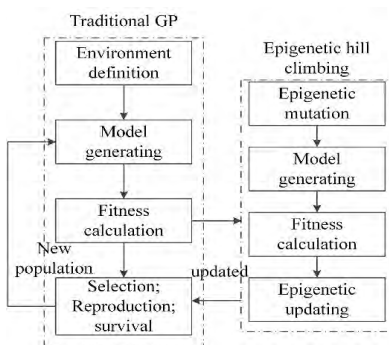 Traditional GP
Environment
definition
Model
generating
Fitness
calculation
New
population
Selection;
Reproduction;
survival
Epigenetic hill
climbing
Epigenetic
mutation
Model
generating
Fitness
calculation
updated
Epigenetic
updating